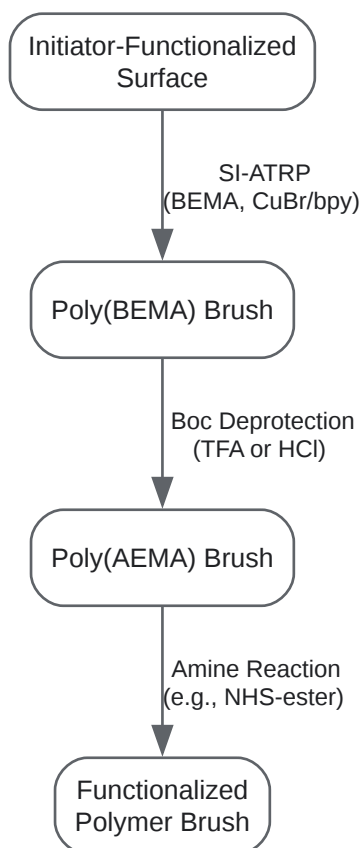 Initiator-Functionalized
Surface
SI-ATRP
(BEMA, CuBr/bpy)
Poly(BEMA) Brush
Boc Deprotection
(TFA or HCl)
Poly(AEMA) Brush
Amine Reaction
(e.g., NHS-ester)
Functionalized
Polymer Brush